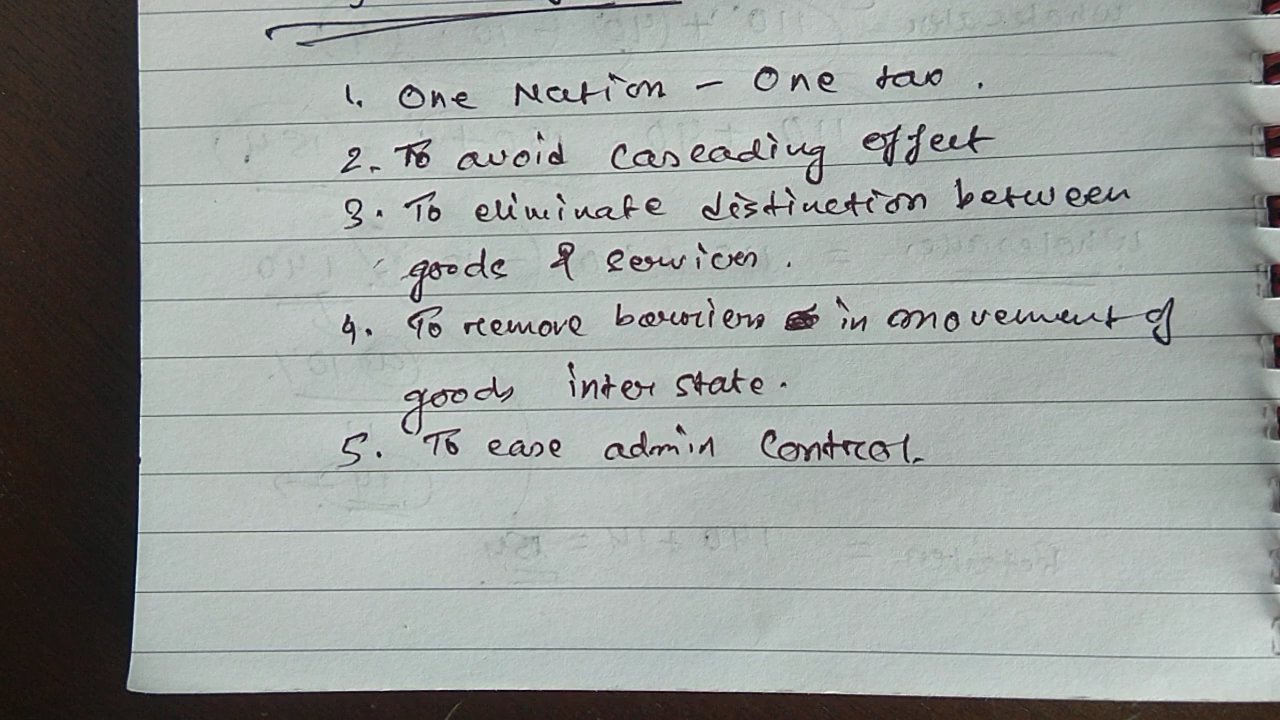 1. One Nation - One tax.
2. To avoid cascading effect
3. To eliminate distinction between
goods & services.
4. To remove barriers in movement of
goods inter state.
5. To ease admin Control.